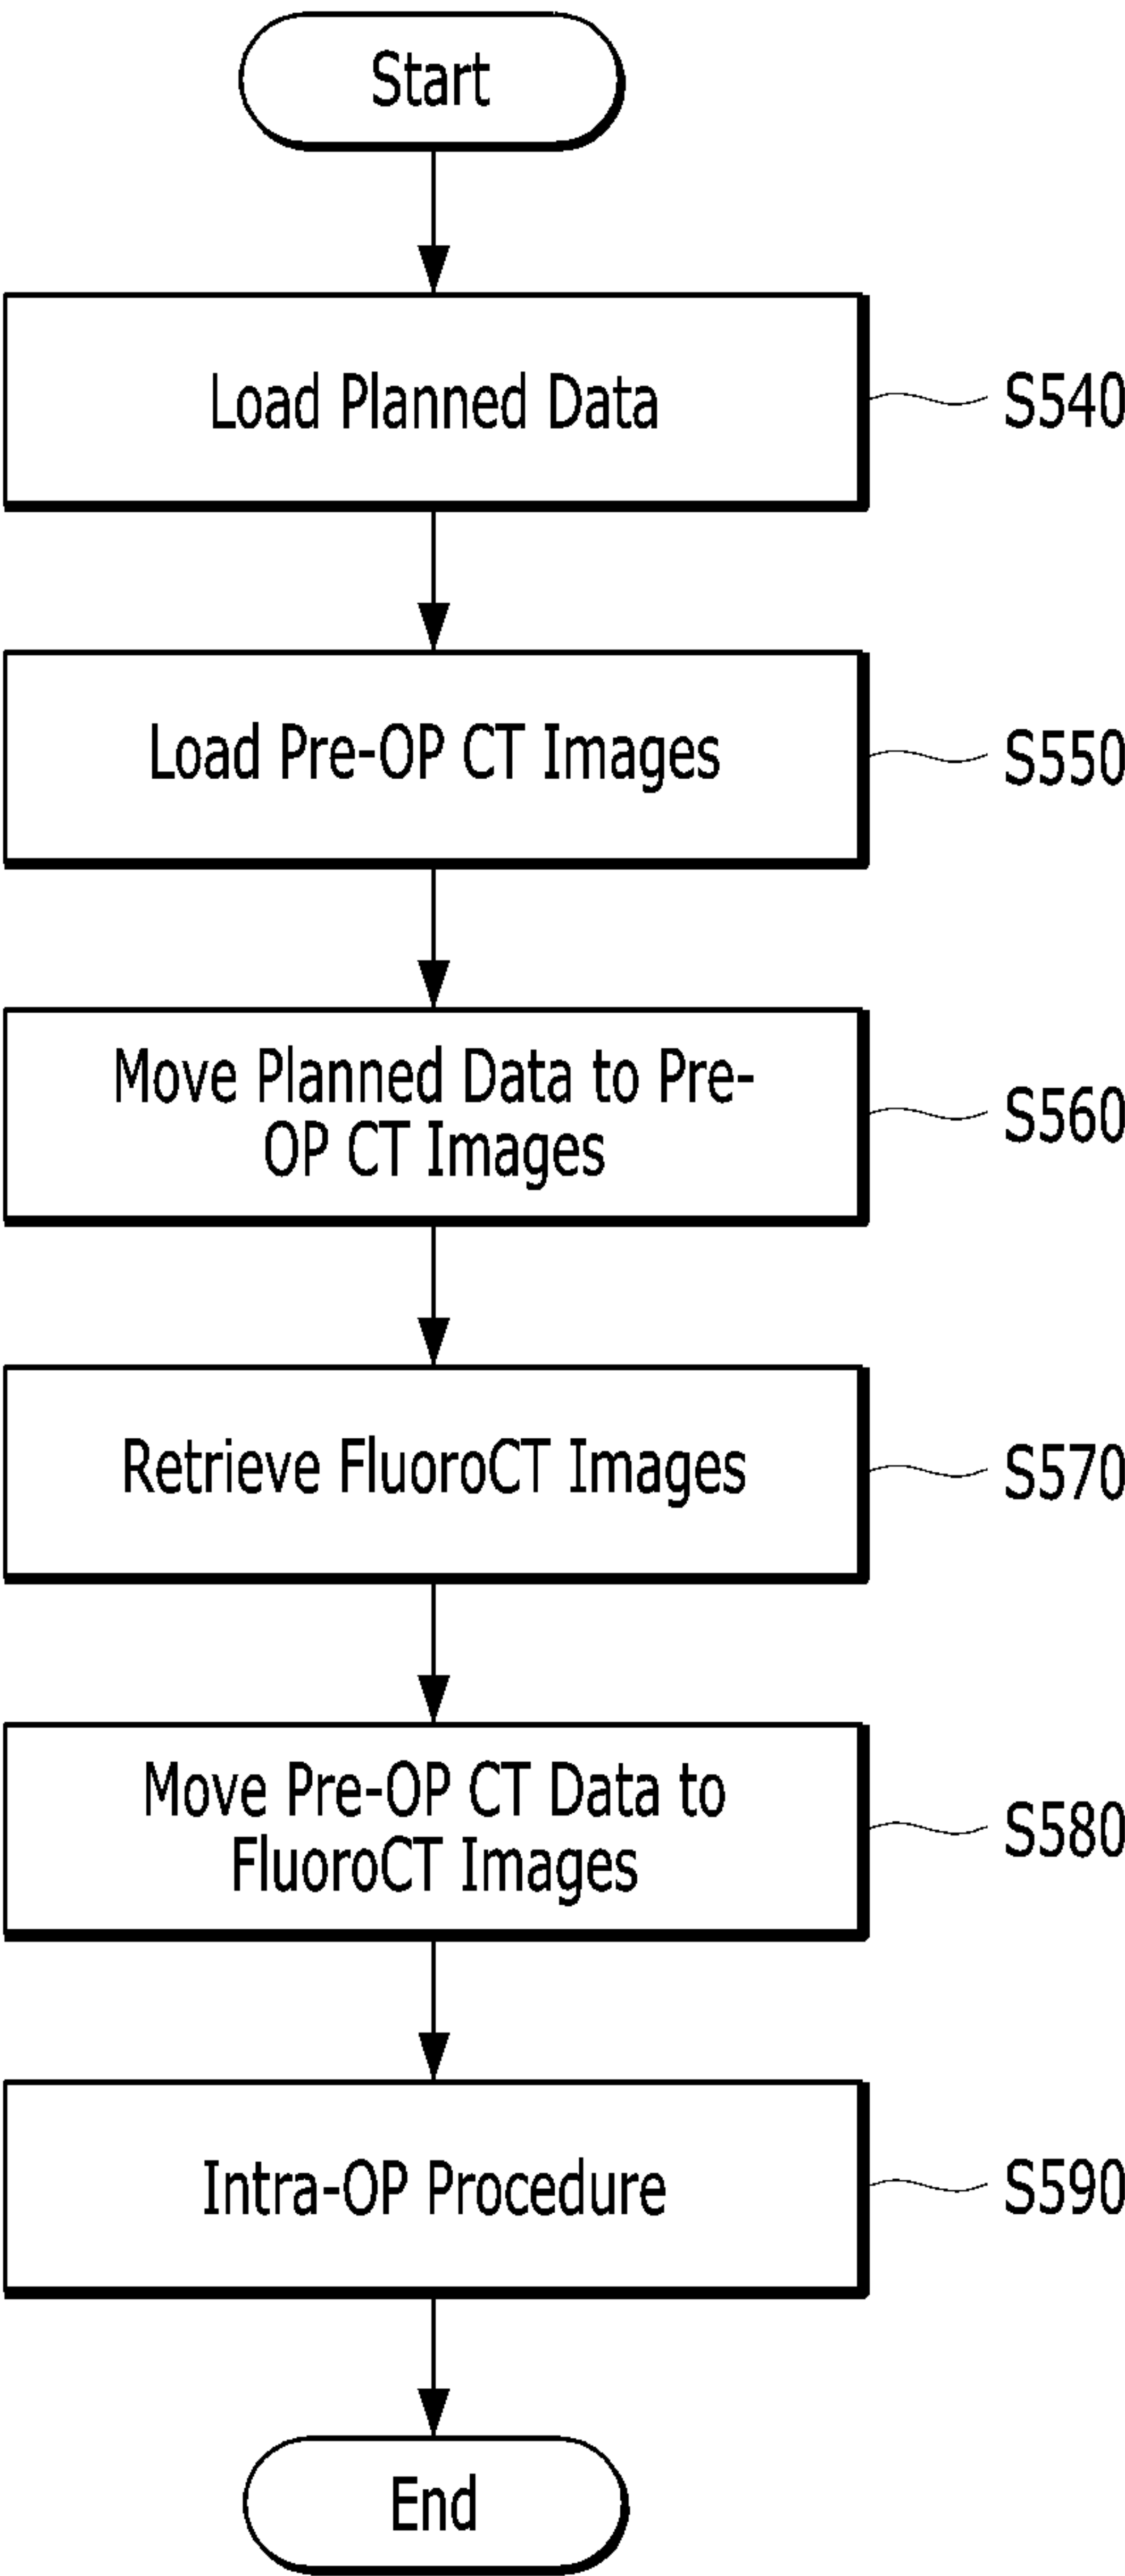 Start
Load Planned Data
S540
Load Pre-OP CT Images
S550
Move Planned Data to Pre-
OP CT Images
S560
Retrieve FluoroCT Images
S570
Move Pre-OP CT Data to
FluoroCT Images
S580
Intra-OP Procedure
S590
End